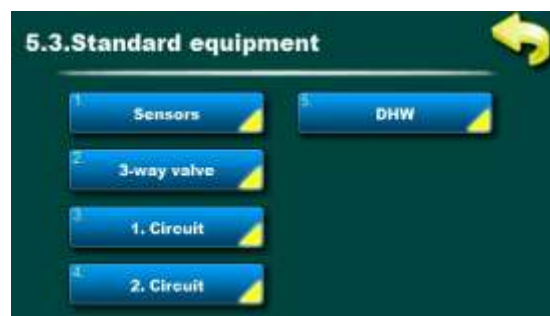 5.3.Standard equipment
1. Sensors
2. 3-way valve
3. 1. Circuit
4. 2. Circuit
5. DHW